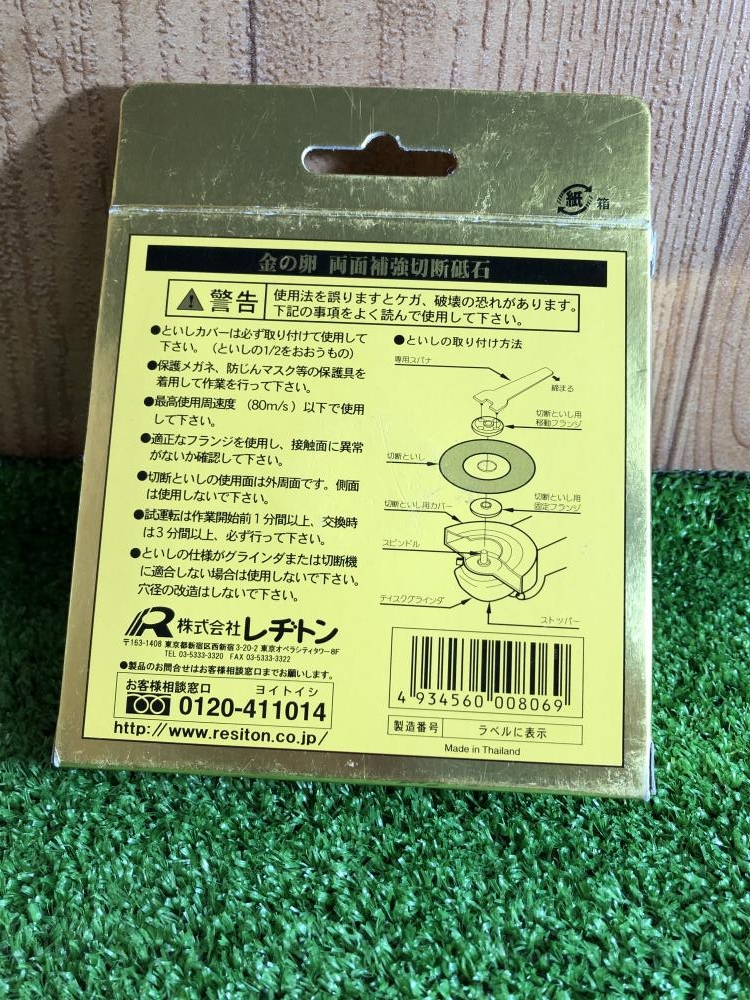 紙 箱
金の卵 両面補強切断砥石
警告
使用法を誤りますとケガ、破壊の恐れがあります。
下記の事項をよく読んで使用して下さい。
●といしカバーは必ず取り付けて使用して
下さい。（といしの1/2をおおうもの）
●保護メガネ、防じんマスク等の保護具を
着用して作業を行って下さい。
●最高使用周速度 （80m/s）以下で使用
して下さい。
●適正なフランジを使用し、接触面に異常
がないか確認して下さい。
●切断といしの使用面は外周面です。側面
は使用しないで下さい。
●試運転は作業開始前1分間以上、交換時
は3分間以上、必ず行って下さい。
●といしの仕様がグラインダまたは切断機
に適合しない場合は使用しないで下さい。
穴径の改造はしないで下さい。
●といしの取り付け方法
専用スパナ
締まる
切断といし用
移動フランジ
切断といし
切断といし用
固定フランジ
切断といし用カバー
スピンドル
ディスクグラインダ
ストッパー
R 株式会社レヂトン
〒163-1408 東京都新宿区西新宿3-20-2 東京オペラシティタワー8F
TEL 03-5333-3320 FAX 03-5333-3322
●製品のお問合せはお客様相談窓口までお願いします。
お客様相談窓口 ヨイトイシ
0120-411014
http://www.resiton.co.jp/
4 934560 008069
製造番号 ラベルに表示
Made in Thailand